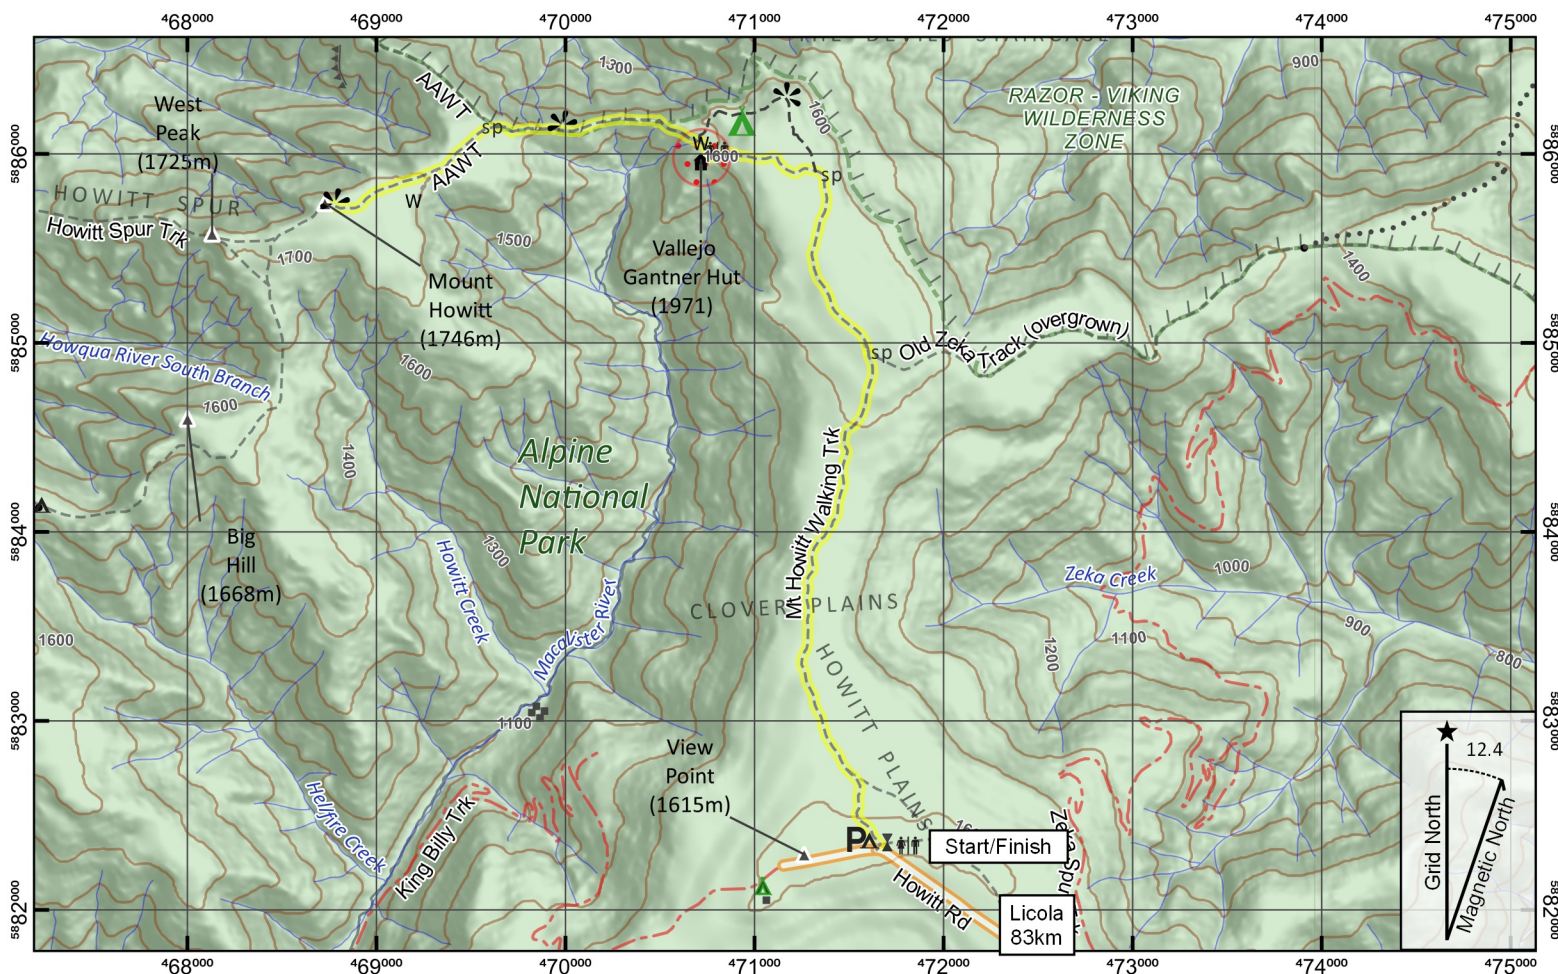 468000 469000 470000 471000 472000 473000 474000 475000
1300
900
AAWT
1600
RAZOR - VIKING
WILDERNESS
ZONE
West
Peak
(1725m)
sp
AAWT
W
1600
sp
5886000
5886000
HOWITT SPUR
W
Howitt Spur Trk
1700
1500
Vallejo
Gantner Hut
(1971)
1400
Mount
Howitt
(1746m)
5885000
5885000
Howqua River South Branch
1600
sp
Old Zeka Track (overgrown)
1600
Alpine
National
Park
1400
Mt Howitt Walking Trk
5884000
5884000
Big
Hill
(1668m)
Howitt Creek
1300
Macalister River
Zeka Creek
1000
CLOVER PLAINS
1600
1100
900
1200
800
HOWITT PLAINS
5883000
5883000
1100
View
Point
(1615m)
12.4
Grid North
Magnetic North
Hellfire Creek
King Billy Trk
P
Start/Finish
Howitt Rd
Licola
83km
5882000
5882000
468000 469000 470000 471000 472000 473000 474000 475000